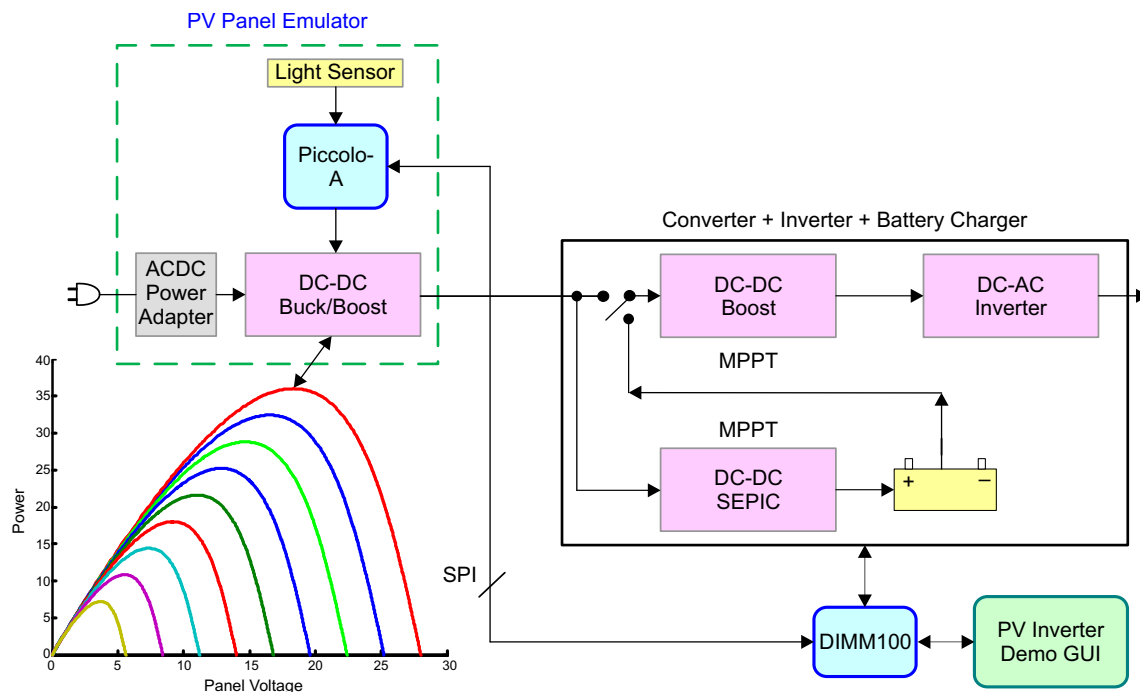 PV Panel Emulator
Light Sensor
Piccolo-
A
ACDC
Power
Adapter
DC-DC
Buck/Boost
Converter + Inverter + Battery Charger
DC-DC
Boost
DC-AC
Inverter
MPPT
MPPT
DC-DC
SEPIC
+
−
SPI
DIMM100
PV Inverter
Demo GUI
40
35
30
25
20
15
10
5
0
Power
0
5
10
15
20
25
30
Panel Voltage